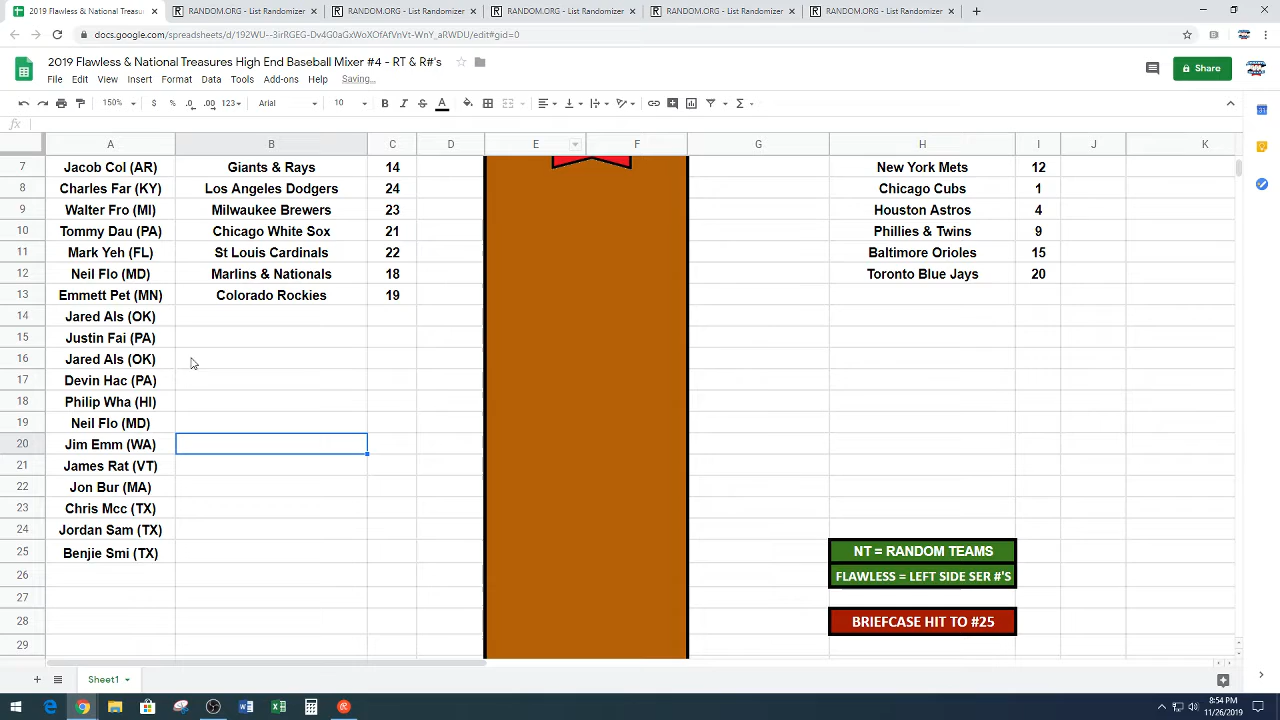 2019 Flawless & National Treasures
RANDOM.ORG - List Randomizer
RANDOM.ORG - List Randomizer
RANDOM.ORG - List Randomizer
RANDOM.ORG - List Randomizer
RANDOM.ORG - List Randomizer
docs.google.com/spreadsheets/d/192WU--3irRGEG-Dv4G0aGxWoXOfAfVnVt-WnY_aRWDU/edit#gid=0
2019 Flawless & National Treasures High End Baseball Mixer #4 - RT & R#'s
File Edit View Insert Format Data Tools Add-ons Help Saving...
Share
150% $ % .0 .00 123 Arial 10 B I S A
fx
A B C D E F G H I J K
7 Jacob Col (AR) Giants & Rays 14 New York Mets 12
8 Charles Far (KY) Los Angeles Dodgers 24 Chicago Cubs 1
9 Walter Fro (MI) Milwaukee Brewers 23 Houston Astros 4
10 Tommy Dau (PA) Chicago White Sox 21 Phillies & Twins 9
11 Mark Yeh (FL) St Louis Cardinals 22 Baltimore Orioles 15
12 Neil Flo (MD) Marlins & Nationals 18 Toronto Blue Jays 20
13 Emmett Pet (MN) Colorado Rockies 19
14 Jared Als (OK)
15 Justin Fai (PA)
16 Jared Als (OK)
17 Devin Hac (PA)
18 Philip Wha (HI)
19 Neil Flo (MD)
20 Jim Emm (WA)
21 James Rat (VT)
22 Jon Bur (MA)
23 Chris Mcc (TX)
24 Jordan Sam (TX)
25 Benjie Smi (TX) NT = RANDOM TEAMS
26 FLAWLESS = LEFT SIDE SER #'S
27
28 BRIEFCASE HIT TO #25
29
Sheet1
8:54 PM
11/26/2019